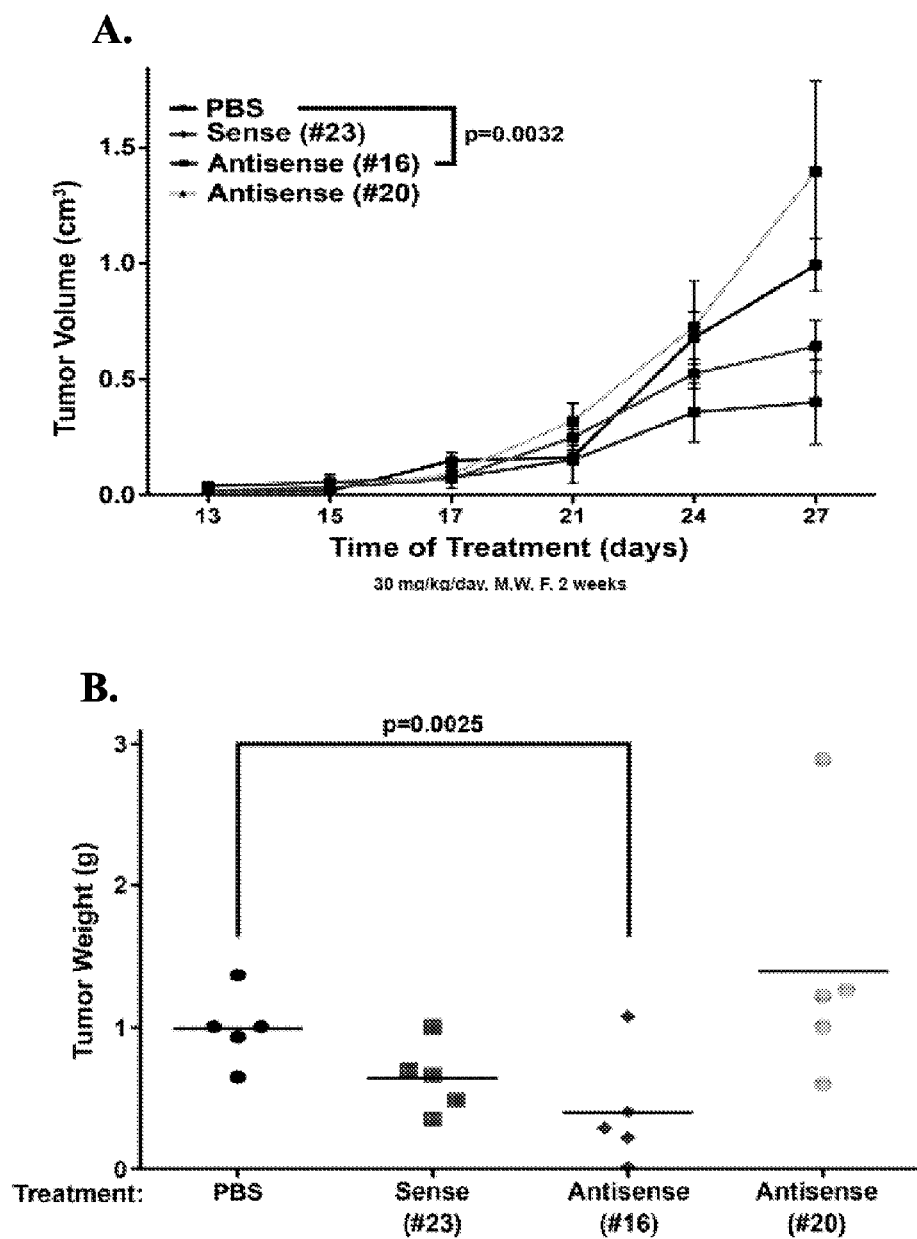 A.
PBS
Sense (#23)
Antisense (#16)
Antisense (#20)
p=0.0032
Tumor Volume (cm³)
1.5
1.0
0.5
0.0
13 15 17 21 24 27
Time of Treatment (days)
30 mg/kg/day, M.W, F, 2 weeks
B.
p=0.0025
Tumor Weight (g)
3
2
1
0
Treatment: PBS Sense Antisense Antisense
(#23) (#16) (#20)